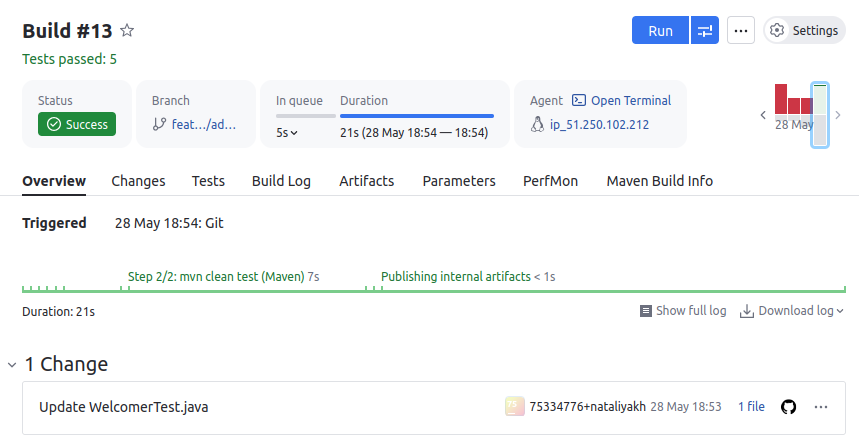 Build #13
Run
Settings
Tests passed: 5
Status
Success
Branch
feat…/ad…
In queue
5s
Duration
21s (28 May 18:54 — 18:54)
Agent
Open Terminal
ip_51.250.102.212
28 May
Overview Changes Tests Build Log Artifacts Parameters PerfMon Maven Build Info
Triggered 28 May 18:54: Git
Step 2/2: mvn clean test (Maven) 7s Publishing internal artifacts < 1s
Duration: 21s Show full log Download log
1 Change
Update WelcomerTest.java 75334776+nataliyakh 28 May 18:53 1 file